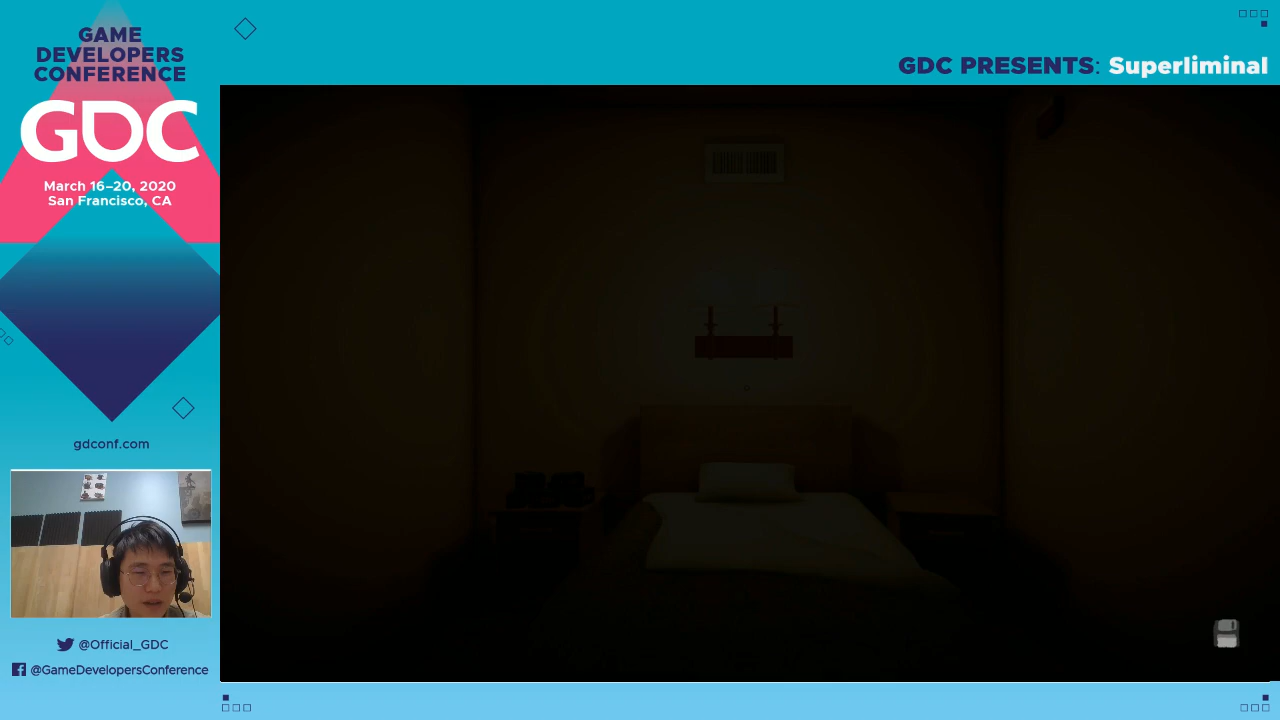 GAME
DEVELOPERS
CONFERENCE
GDC
March 16-20, 2020
San Francisco, CA
gdconf.com
@Official_GDC
@GameDevelopersConference
GDC PRESENTS: Superliminal